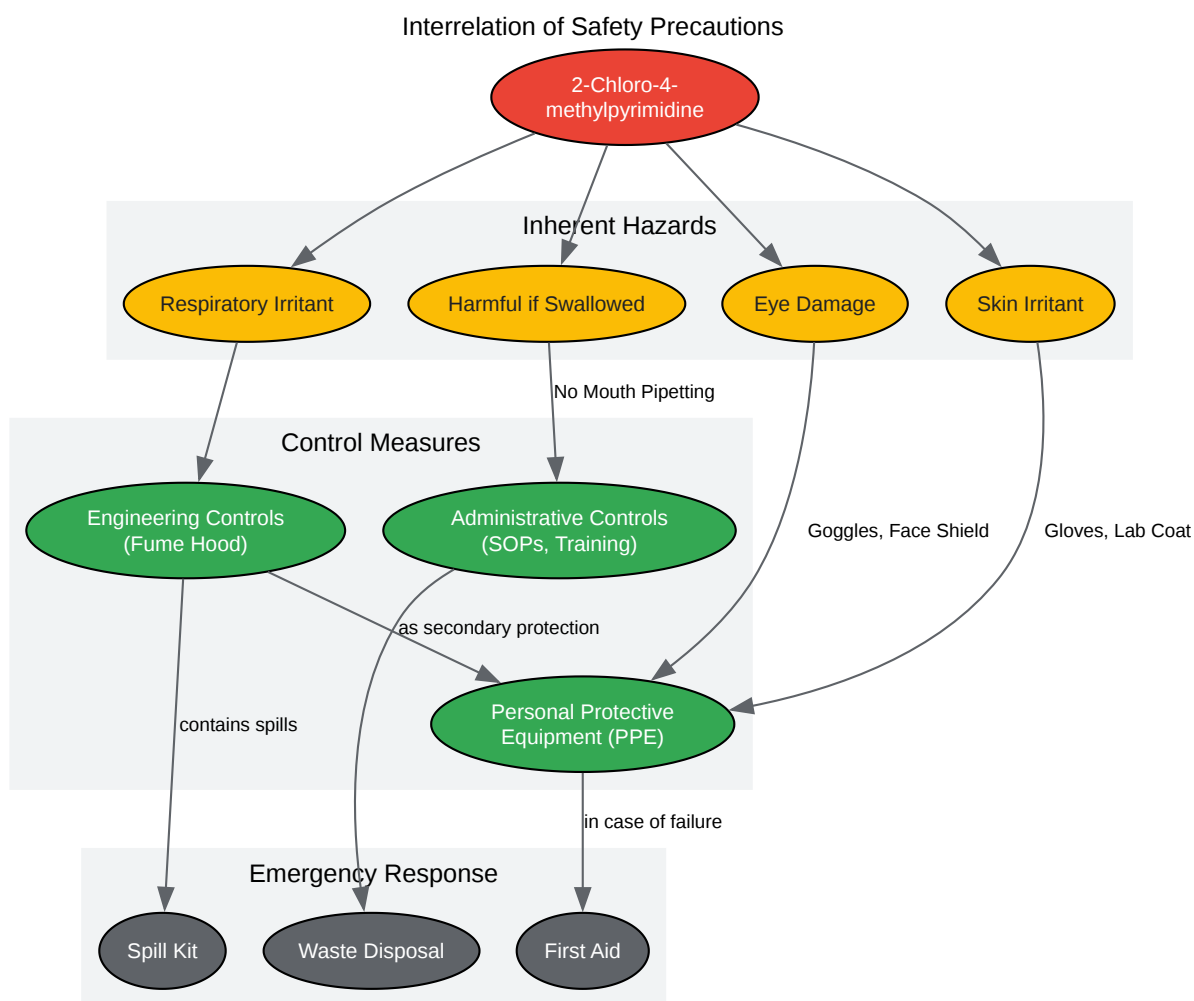 Interrelation of Safety Precautions
2-Chloro-4-
methylpyrimidine
Inherent Hazards
Respiratory Irritant
Harmful if Swallowed
Eye Damage
Skin Irritant
No Mouth Pipetting
Control Measures
Engineering Controls
(Fume Hood)
Administrative Controls
(SOPs, Training)
Goggles, Face Shield
Gloves, Lab Coat
as secondary protection
Personal Protective
Equipment (PPE)
contains spills
in case of failure
Emergency Response
Spill Kit
Waste Disposal
First Aid